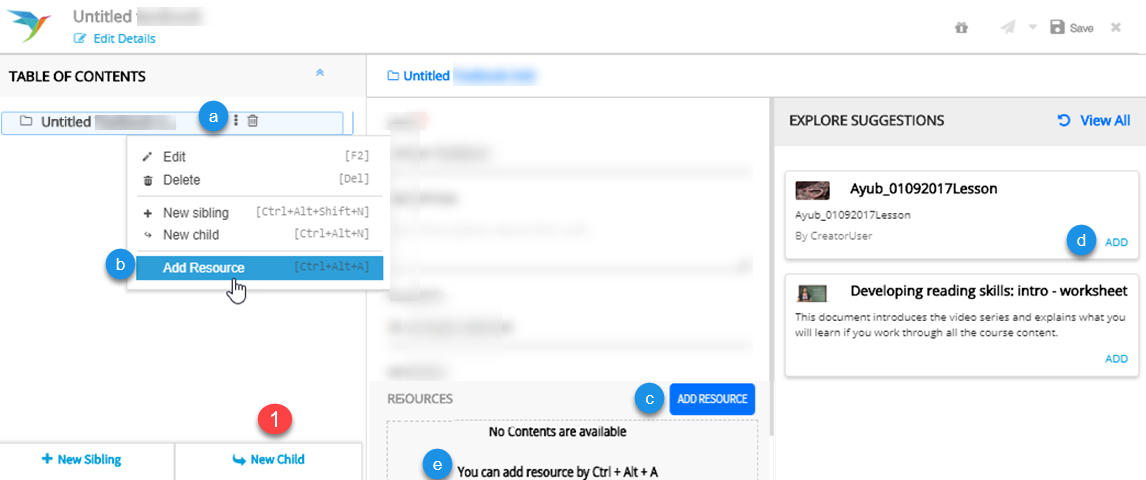 Untitled
Edit Details
Save
TABLE OF CONTENTS
Untitled
a
Edit [F2]
Delete [Del]
New sibling [Ctrl+Alt+Shift+N]
New child [Ctrl+Alt+N]
b
Add Resource [Ctrl+Alt+A]
1
New Sibling
New Child
Untitled
RESOURCES
c
ADD RESOURCE
No Contents are available
e
You can add resource by Ctrl + Alt + A
EXPLORE SUGGESTIONS
View All
Ayub_01092017Lesson
Ayub_01092017Lesson
By CreatorUser
d
ADD
Developing reading skills: intro - worksheet
This document introduces the video series and explains what you
will learn if you work through all the course content.
ADD